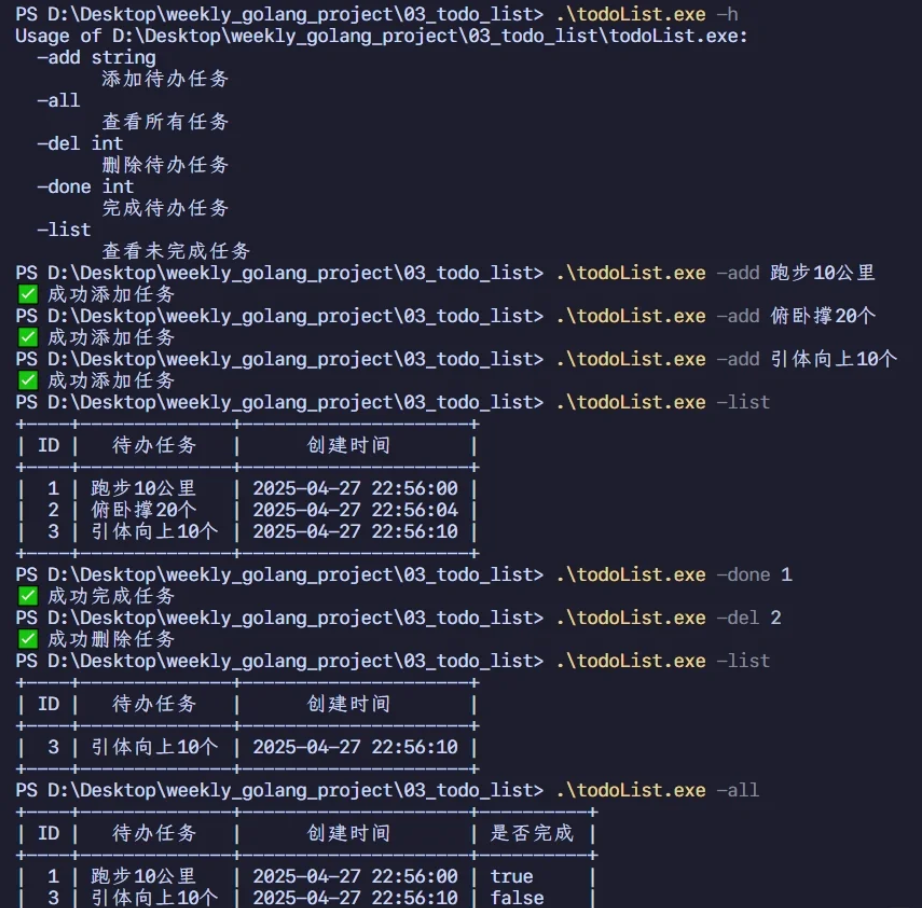 PS D:\Desktop\weekly_golang_project\03_todo_list> .\todoList.exe -h
Usage of D:\Desktop\weekly_golang_project\03_todo_list\todoList.exe:
  -add string
        添加待办任务
  -all
        查看所有任务
  -del int
        删除待办任务
  -done int
        完成待办任务
  -list
        查看未完成任务
PS D:\Desktop\weekly_golang_project\03_todo_list> .\todoList.exe -add 跑步10公里
✅ 成功添加任务
PS D:\Desktop\weekly_golang_project\03_todo_list> .\todoList.exe -add 俯卧撑20个
✅ 成功添加任务
PS D:\Desktop\weekly_golang_project\03_todo_list> .\todoList.exe -add 引体向上10个
✅ 成功添加任务
PS D:\Desktop\weekly_golang_project\03_todo_list> .\todoList.exe -list
| ID | 待办任务 | 创建时间 |
| 1 | 跑步10公里 | 2025-04-27 22:56:00 |
| 2 | 俯卧撑20个 | 2025-04-27 22:56:04 |
| 3 | 引体向上10个 | 2025-04-27 22:56:10 |
PS D:\Desktop\weekly_golang_project\03_todo_list> .\todoList.exe -done 1
✅ 成功完成任务
PS D:\Desktop\weekly_golang_project\03_todo_list> .\todoList.exe -del 2
✅ 成功删除任务
PS D:\Desktop\weekly_golang_project\03_todo_list> .\todoList.exe -list
| ID | 待办任务 | 创建时间 |
| 3 | 引体向上10个 | 2025-04-27 22:56:10 |
PS D:\Desktop\weekly_golang_project\03_todo_list> .\todoList.exe -all
| ID | 待办任务 | 创建时间 | 是否完成 |
| 1 | 跑步10公里 | 2025-04-27 22:56:00 | true |
| 3 | 引体向上10个 | 2025-04-27 22:56:10 | false |